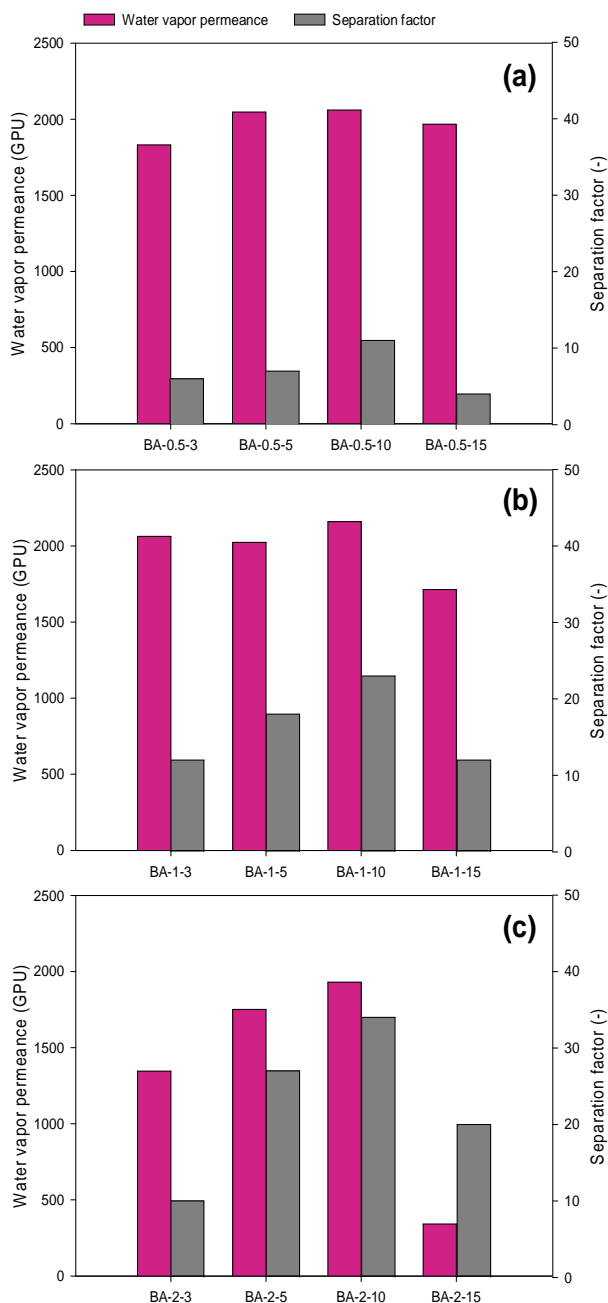 Water vapor permeance Separation factor
(a)
Water vapor permeance (GPU)
2500
2000
1500
1000
500
0
50
40
30
20
10
0
Separation factor (-)
BA-0.5-3 BA-0.5-5 BA-0.5-10 BA-0.5-15
(b)
Water vapor permeance (GPU)
2500
2000
1500
1000
500
0
50
40
30
20
10
0
Separation factor (-)
BA-1-3 BA-1-5 BA-1-10 BA-1-15
(c)
Water vapor permeance (GPU)
2500
2000
1500
1000
500
0
50
40
30
20
10
0
Separation factor (-)
BA-2-3 BA-2-5 BA-2-10 BA-2-15